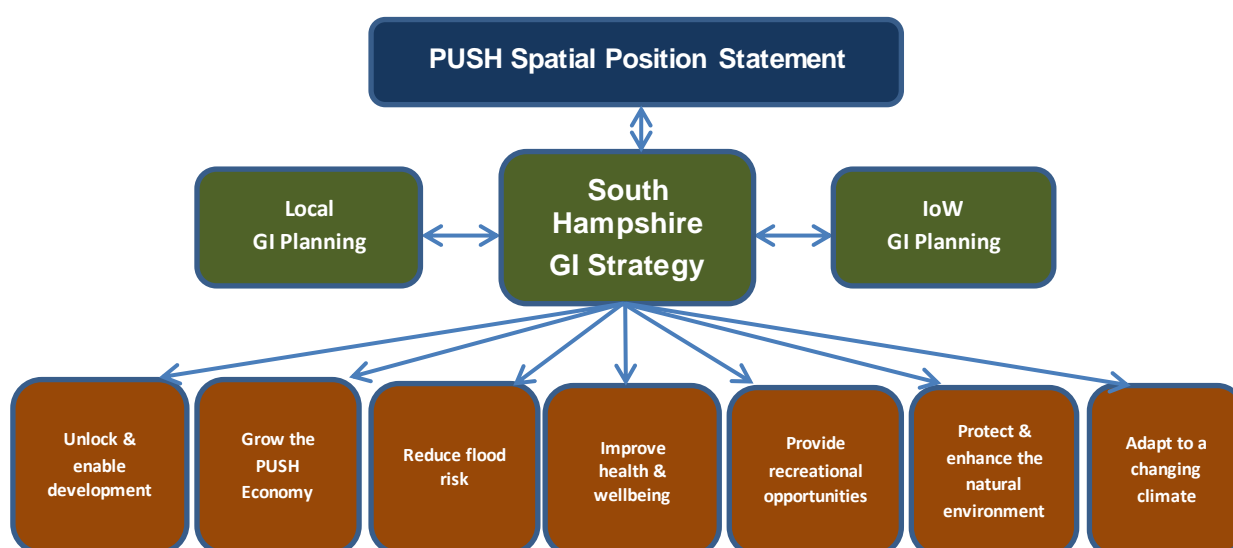 PUSH Spatial Position Statement
Local
GI Planning
South
Hampshire
GI Strategy
IoW
GI Planning
Unlock &
enable
development
Grow the
PUSH
Economy
Reduce flood
risk
Improve
health &
wellbeing
Provide
recreational
opportunities
Protect &
enhance the
natural
environment
Adapt to a
changing
climate